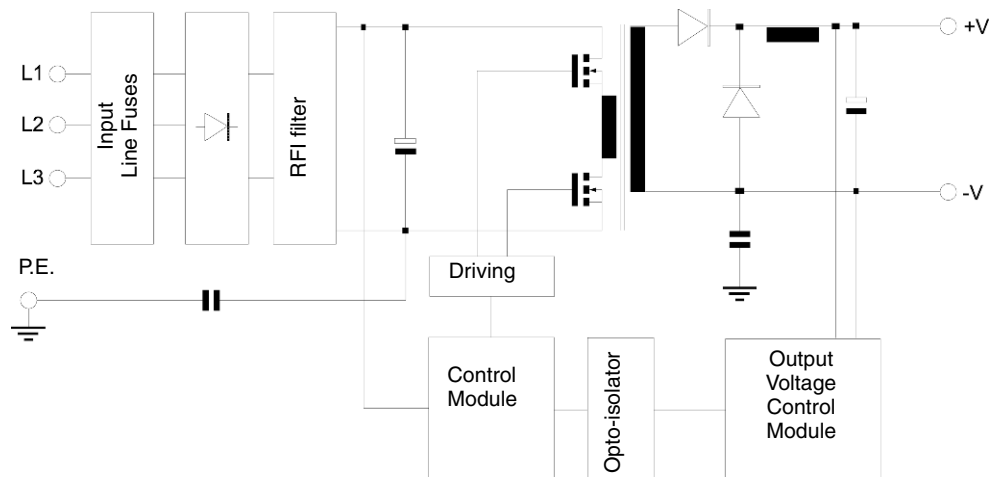 L1
L2
L3
Input
Line Fuses
RFI filter
+V
-V
P.E.
Driving
Control
Module
Opto-isolator
Output
Voltage
Control
Module